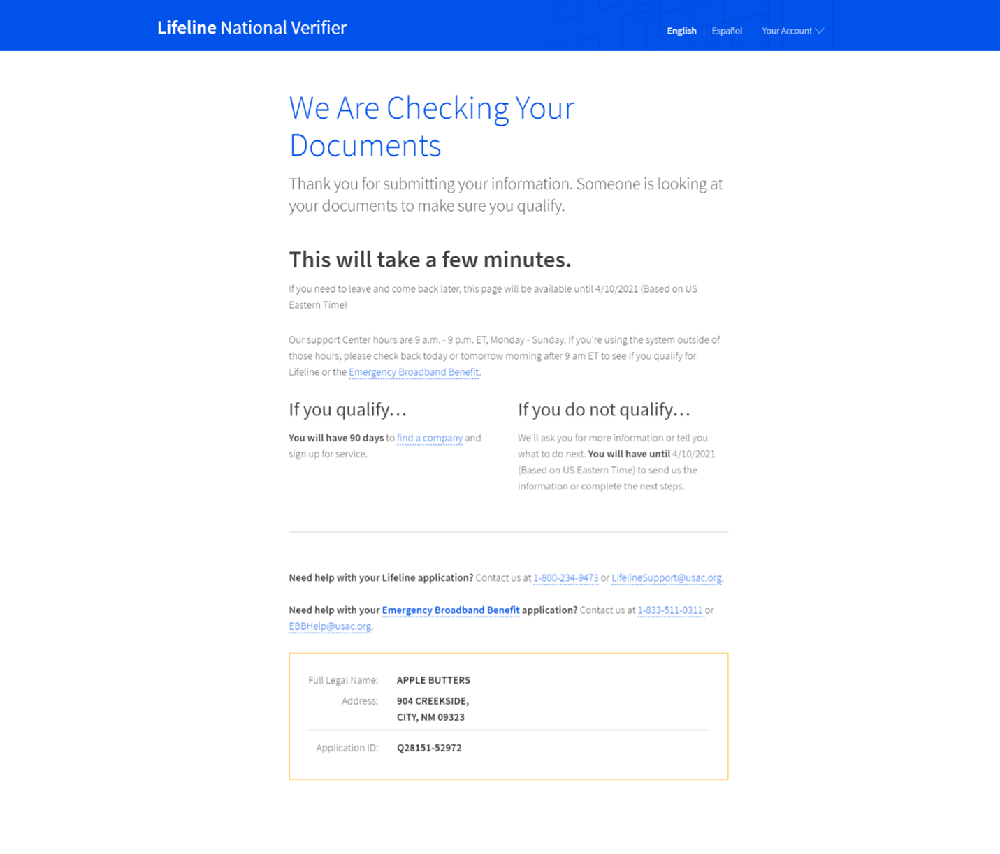 Lifeline National Verifier
English | Español Your Account
We Are Checking Your
Documents
Thank you for submitting your information. Someone is looking at
your documents to make sure you qualify.
This will take a few minutes.
If you need to leave and come back later, this page will be available until 4/10/2021 (Based on US
Eastern Time)
Our support Center hours are 9 a.m. - 9 p.m. ET, Monday - Sunday. If you're using the system outside of
those hours, please check back today or tomorrow morning after 9 am ET to see if you qualify for
Lifeline or the Emergency Broadband Benefit.
If you qualify...
You will have 90 days to find a company and
sign up for service.
If you do not qualify...
We'll ask you for more information or tell you
what to do next. You will have until 4/10/2021
(Based on US Eastern Time) to send us the
information or complete the next steps.
Need help with your Lifeline application? Contact us at 1-800-234-9473 or LifelineSupport@usac.org.
Need help with your Emergency Broadband Benefit application? Contact us at 1-833-511-0311 or
EBBHelp@usac.org.
Full Legal Name: APPLE BUTTERS
Address: 904 CREEKSIDE,
CITY, NM 09323
Application ID: Q28151-52972